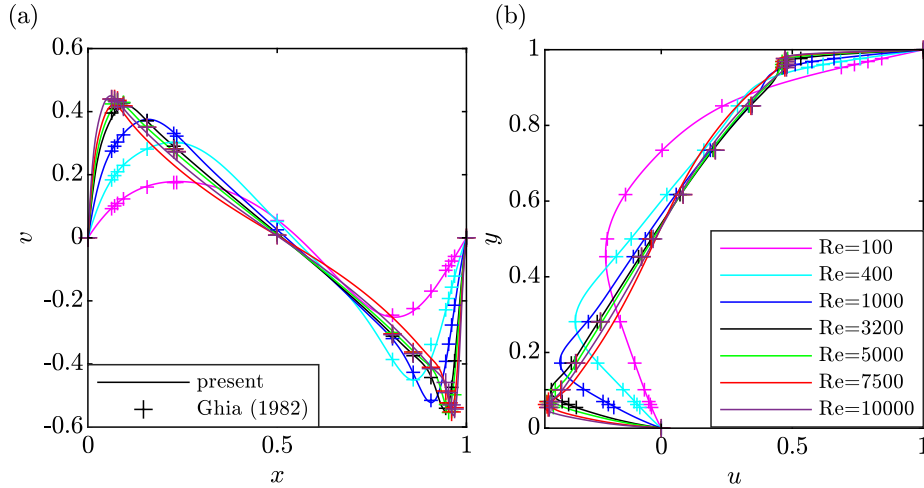 (a)
0.6
0.4
0.2
0
-0.2
-0.4
-0.6
v
present
Ghia (1982)
0
0.5
1
x
(b)
1
0.8
0.6
0.4
0.2
0
y
Re=100
Re=400
Re=1000
Re=3200
Re=5000
Re=7500
Re=10000
0
0.5
1
u